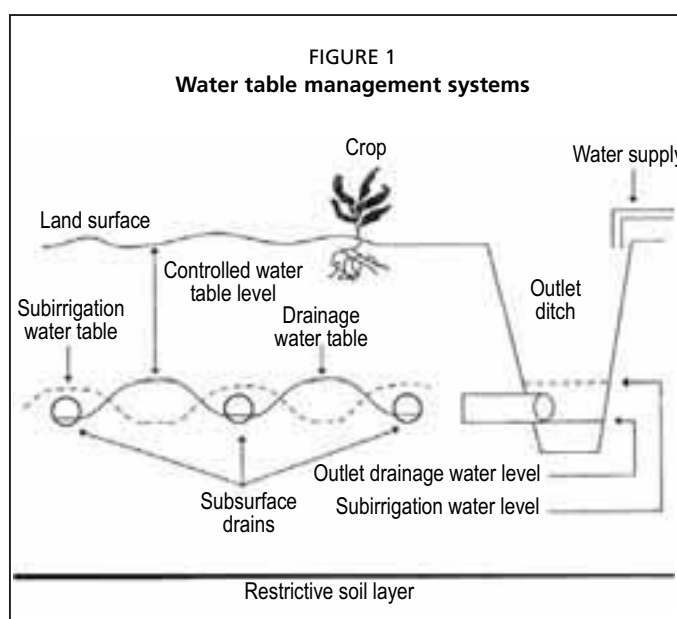 FIGURE 1
Water table management systems
Crop
Water supply
Land surface
Controlled water
table level
Outlet
ditch
Subirrigation
water table
Drainage
water table
Outlet drainage water level
Subirrigation water level
Subsurface
drains
Restrictive soil layer